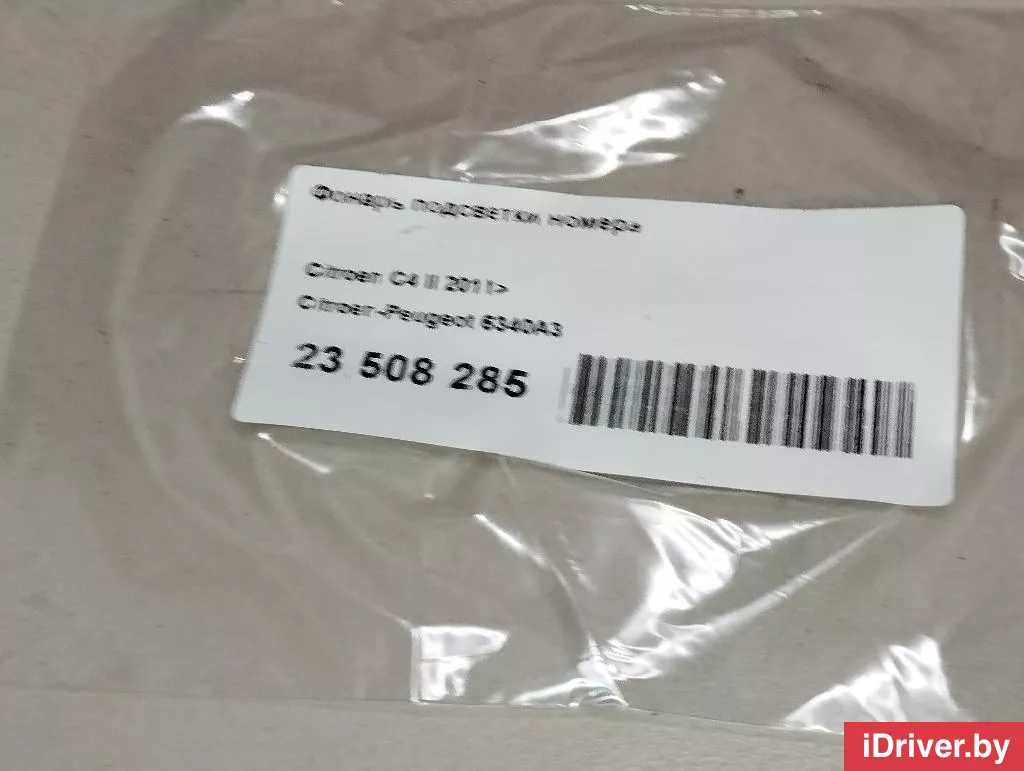 Фонарь подсветки номера
Citroen C4 II 2011>
Citroen-Peugeot 6340A3
23 508 285
iDriver.by